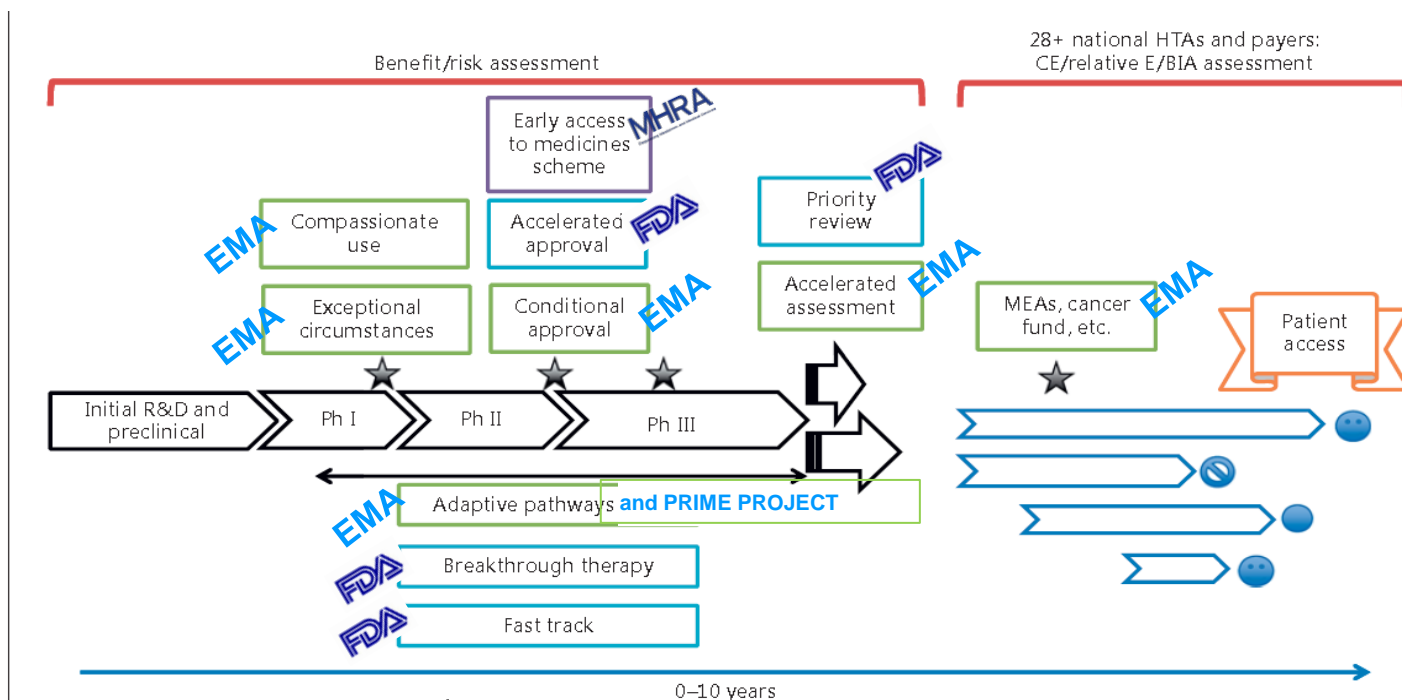 Benefit/risk assessment
28+ national HTAs and payers:
CE/relative E/BIA assessment
Early access
to medicines
scheme
MHRA
Compassionate
use
EMA
Accelerated
approval
FDA
Priority
review
FDA
Exceptional
circumstances
EMA
Conditional
approval
EMA
Accelerated
assessment
EMA
MEAs, cancer
fund, etc.
EMA
Patient
access
Initial R&D and
preclinical
Ph I
Ph II
Ph III
EMA
Adaptive pathways and PRIME PROJECT
FDA
Breakthrough therapy
FDA
Fast track
0–10 years